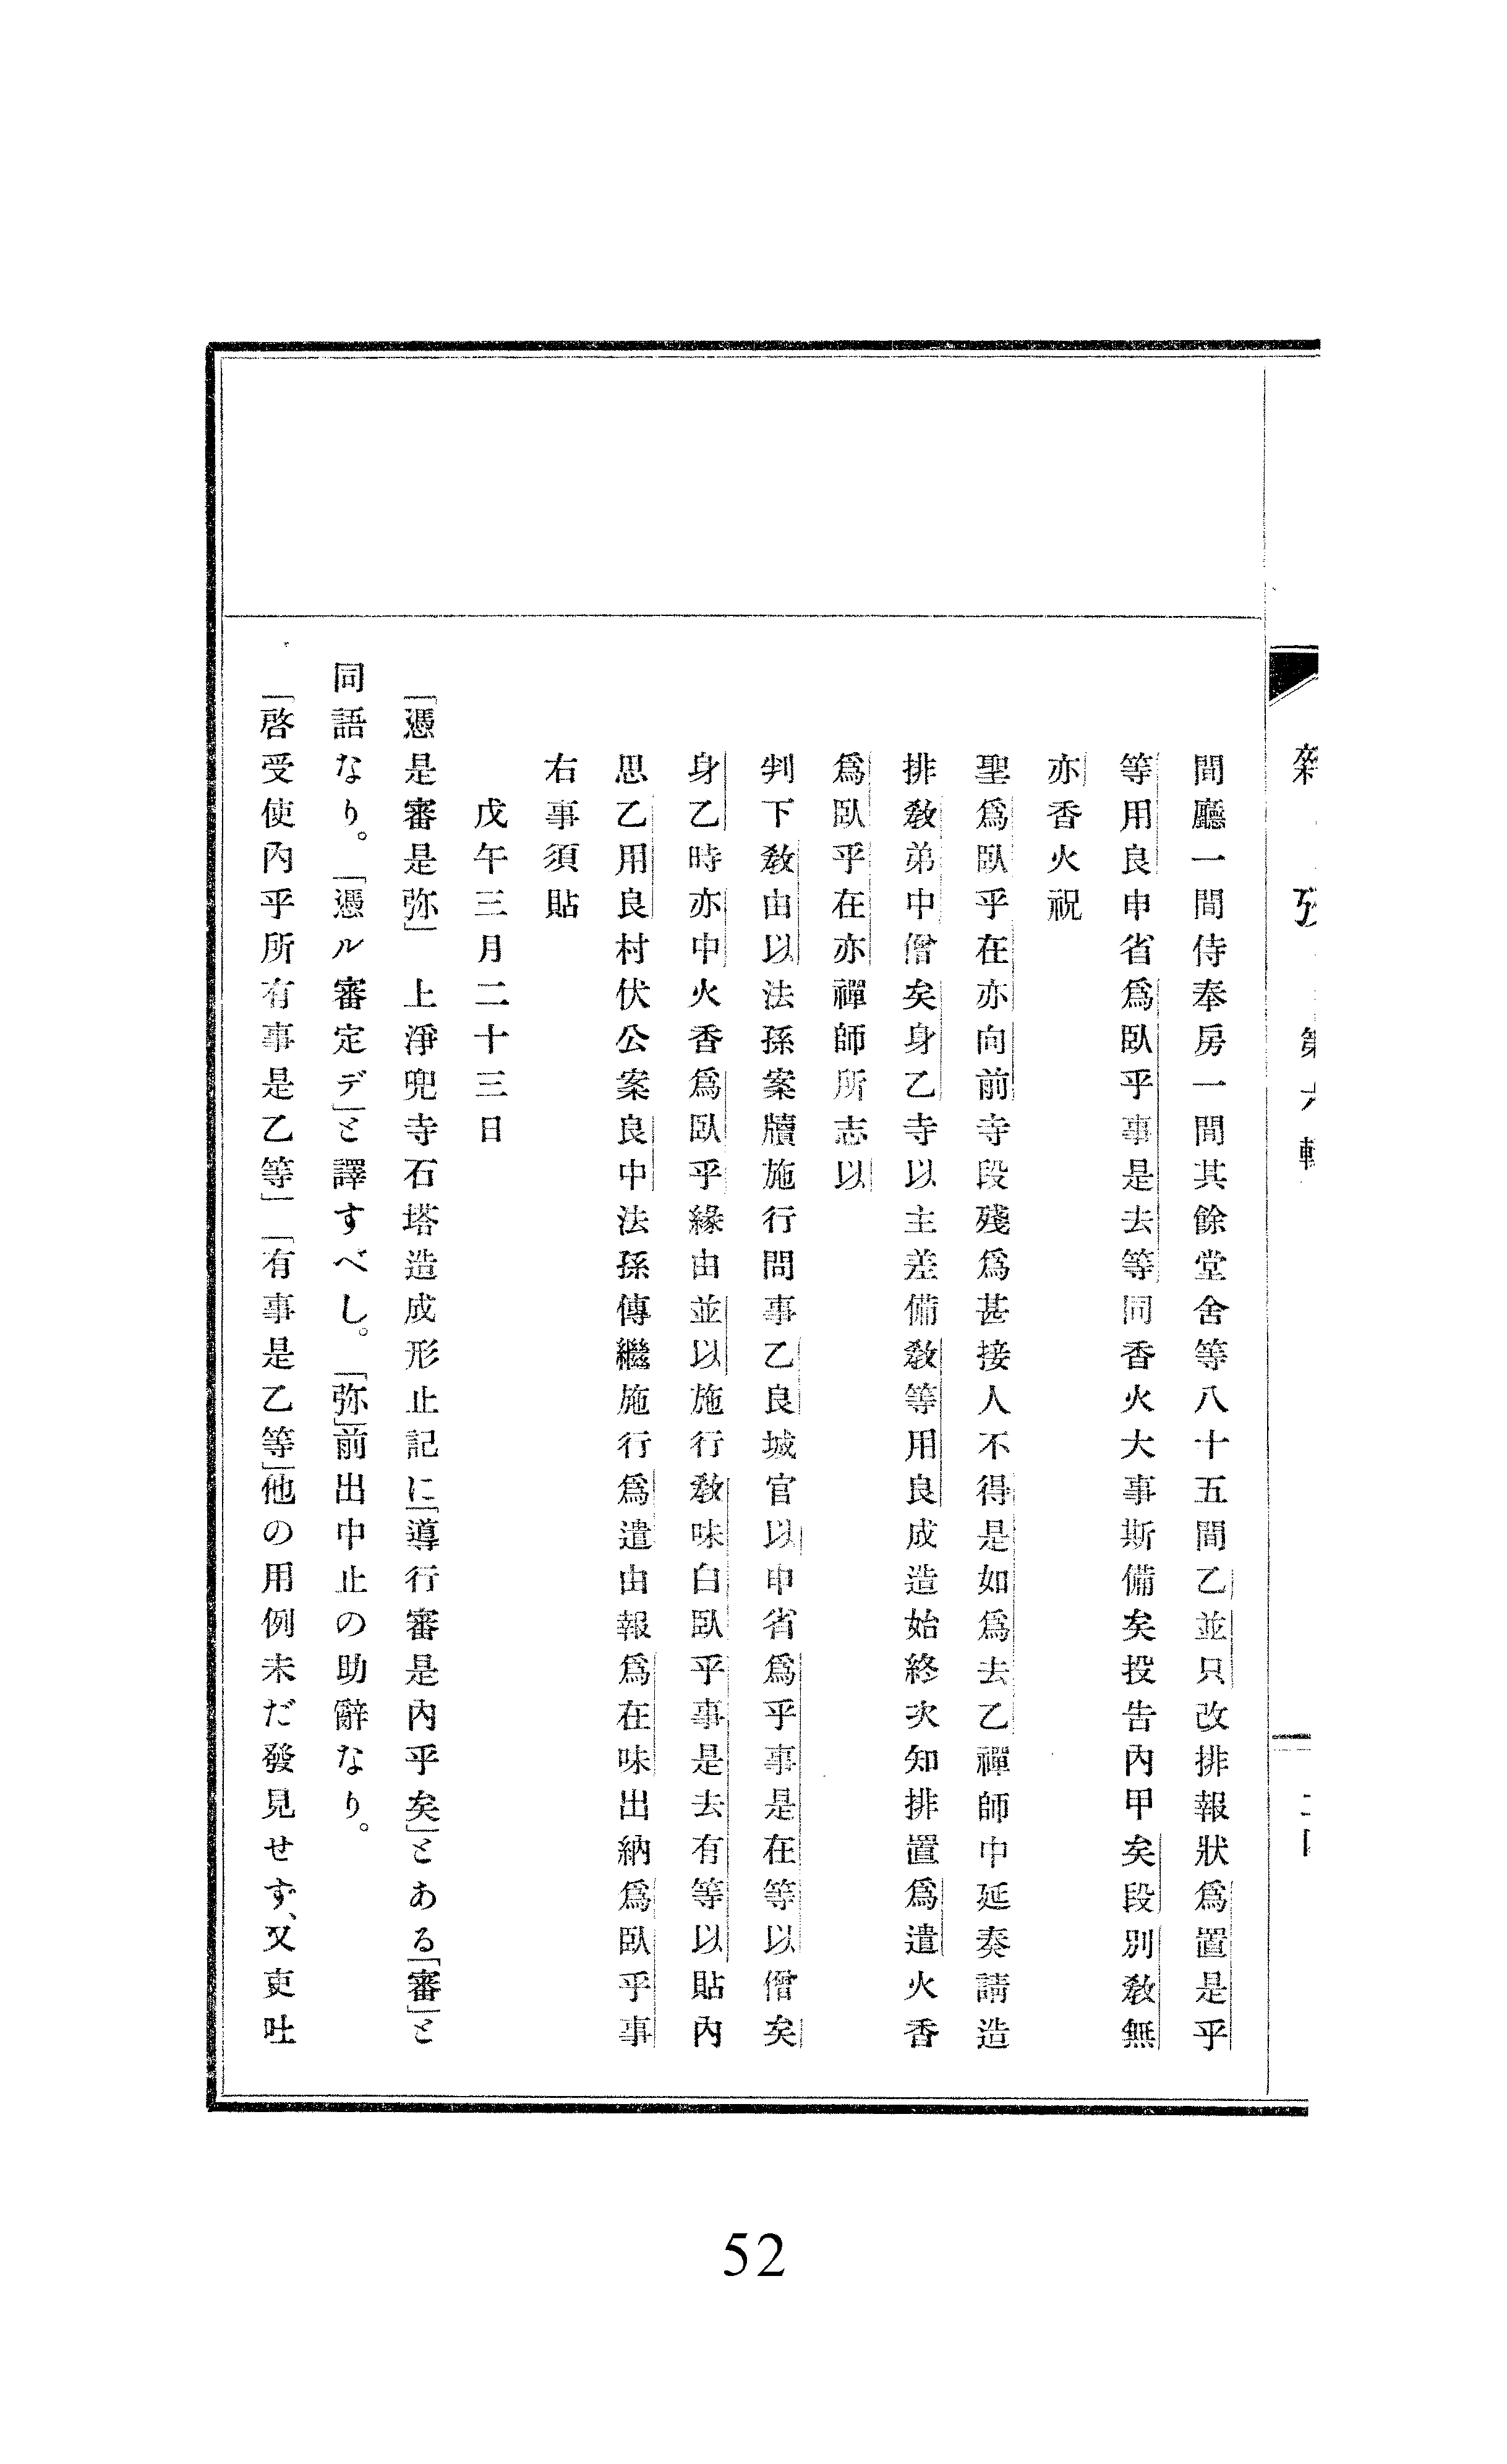 雜攷 第六輯
間廳一間侍奉房一間其餘堂舍等八十五間乙並只改排報狀爲置是乎
等用良申省爲臥乎事是去等同香火大事斯備矣投告內甲矣段別敎無
亦香火祝
聖爲臥乎在亦向前寺段殘爲甚接人不得是如爲去乙禪師中延奏請造
排敎弟中僧矣身乙寺以主差備敎等用良成造始終次知排置爲遣火香
爲臥乎在亦禪師所志以
判下敎由以法孫案牘施行問事乙良城官以申省爲乎事是在等以僧矣
身乙時亦中火香爲臥乎緣由並以施行敎味白臥乎事是去有等以貼內
思乙用良村伏公案良中法孫傳繼施行爲遣由報爲在味出納爲臥乎事
右事須貼
戊午三月二十三日
「憑是審是弥」 上淨兜寺石塔造成形止記に「導行審是內乎矣」とある「審」と
同語なり。「憑ル審定デ」と譯すべし。「弥」前出中止の助辭なり。
「啓受使內乎所有事是乙等」「有事是乙等」他の用例未だ發見せず、又吏吐
52